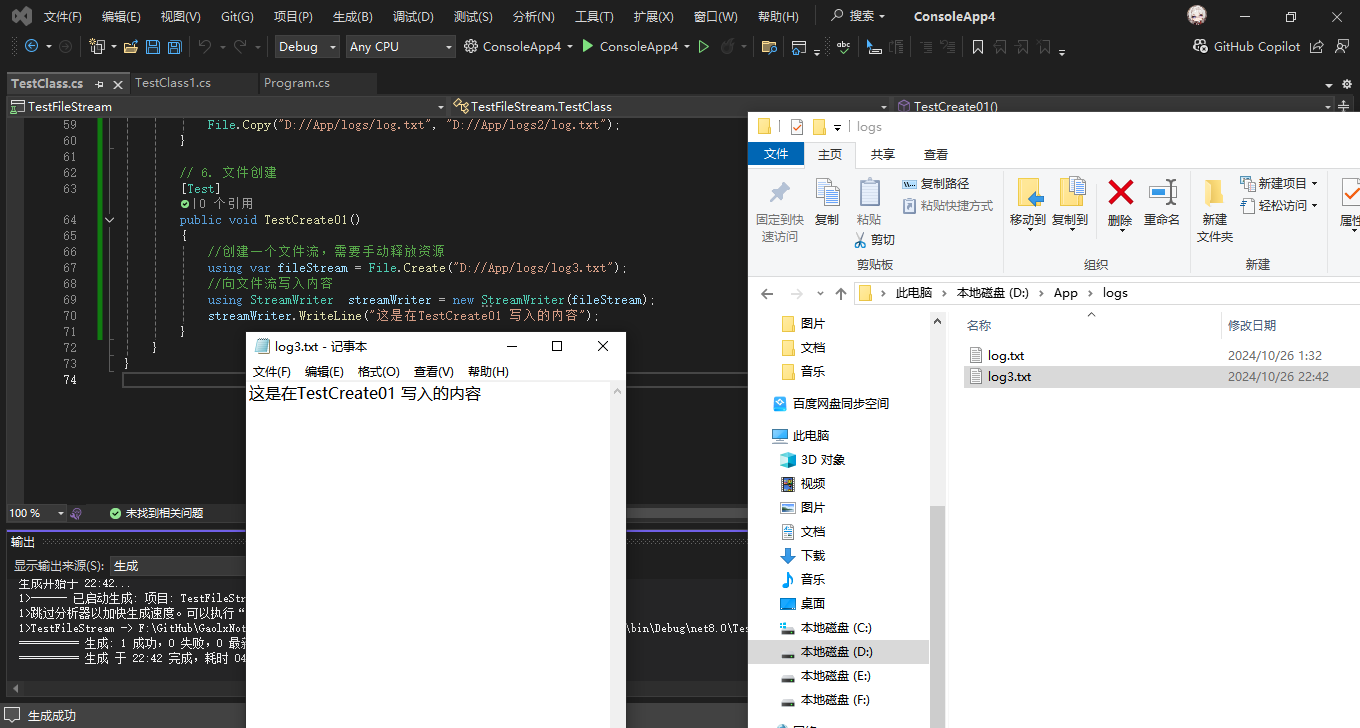 文件(F) 编辑(E) 视图(V) Git(G) 项目(P) 生成(B) 调试(D) 测试(S) 分析(N) 工具(T) 扩展(X) 窗口(W) 帮助(H) 搜索 ConsoleApp4
Debug Any CPU ConsoleApp4 ConsoleApp4 abc GitHub Copilot
TestClass.cs TestClass1.cs Program.cs
TestFileStream TestFileStream.TestClass TestCreate01()
59 File.Copy("D://App/logs/log.txt", "D://App/logs2/log.txt");
60 }
61
62 // 6. 文件创建
63 [Test]
|0 个引用
64 public void TestCreate01()
65 {
66 //创建一个文件流，需要手动释放资源
67 using var fileStream = File.Create("D://App/logs/log3.txt");
68 //向文件流写入内容
69 using StreamWriter streamWriter = new StreamWriter(fileStream);
70 streamWriter.WriteLine("这是在TestCreate01 写入的内容");
71 }
72 }
73 }
74
100 % 未找到相关问题
输出
显示输出来源(S): 生成
生成开始于 22:42...
1>—— 已启动生成: 项目: TestFileStr
1>跳过分析器以加快生成速度。可以执行“
1>TestFileStream -> F:\GitHub\GaolxNot
\bin\Debug\net8.0\Tes
========== 生成: 1 成功，0 失败，0 最新
========== 生成 于 22:42 完成，耗时 04
生成成功
log3.txt - 记事本
文件(F) 编辑(E) 格式(O) 查看(V) 帮助(H)
这是在TestCreate01 写入的内容
logs
文件 主页 共享 查看
固定到快
速访问
复制
粘贴
复制路径
粘贴快捷方式
剪切
剪贴板
移动到 复制到 删除 重命名
组织
新建
文件夹
新建项目
轻松访问
新建
属性
此电脑 本地磁盘 (D:) App logs
图片
文档
音乐
百度网盘同步空间
此电脑
3D 对象
视频
图片
文档
下载
音乐
桌面
本地磁盘 (C:)
本地磁盘 (D:)
本地磁盘 (E:)
本地磁盘 (F:)
名称 修改日期
log.txt 2024/10/26 1:32
log3.txt 2024/10/26 22:42